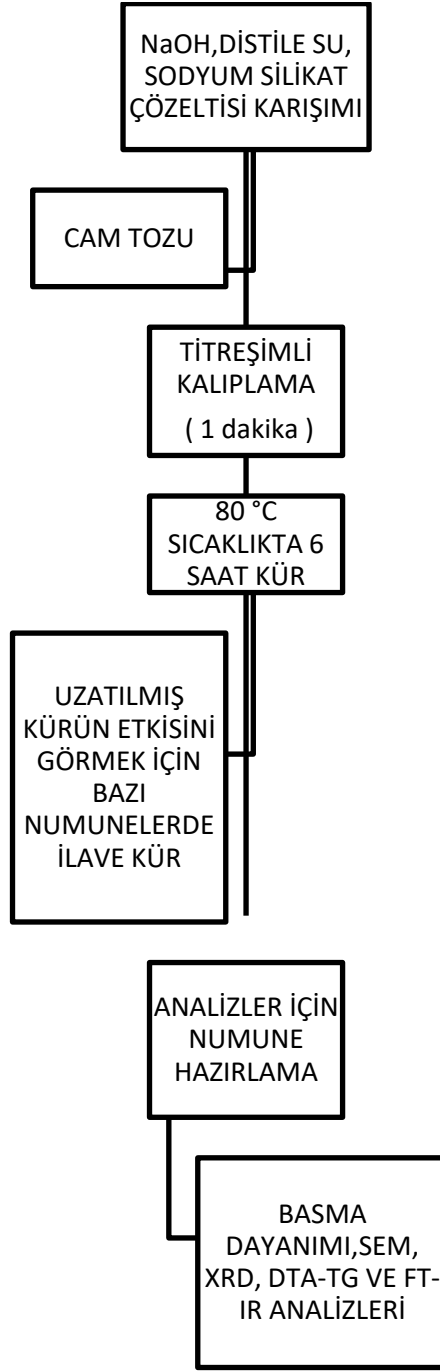 NaOH,DİSTİLE SU,
SODYUM SİLİKAT
ÇÖZELTİSİ KARIŞIMI
CAM TOZU
TİTREŞİMLİ
KALIPLAMA
( 1 dakika )
80 °C
SICAKLIKTA 6
SAAT KÜR
UZATILMIŞ
KÜRÜN ETKİSİNİ
GÖRMEK İÇİN
BAZI
NUMUNELERDE
İLAVE KÜR
ANALİZLER İÇİN
NUMUNE
HAZIRLAMA
BASMA
DAYANIMI,SEM,
XRD, DTA-TG VE FT-
IR ANALİZLERİ